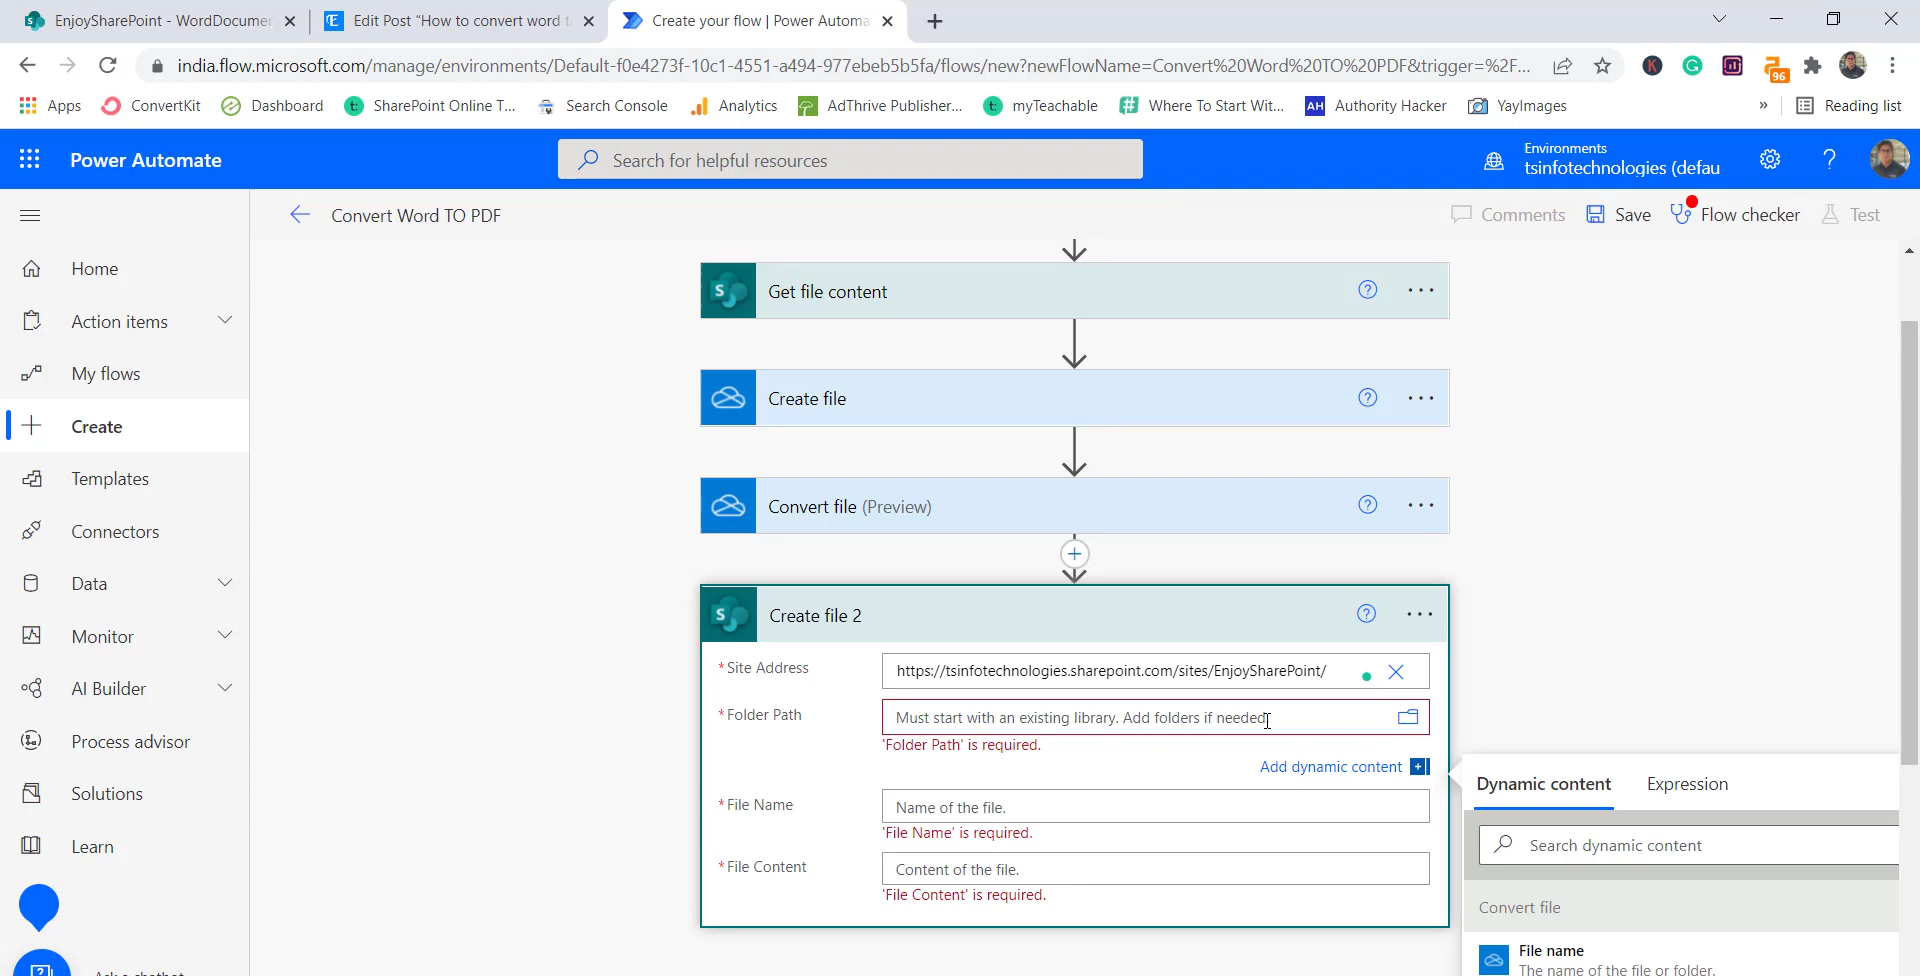 EnjoySharePoint - WordDocumen
Edit Post "How to convert word t
Create your flow | Power Automa
india.flow.microsoft.com/manage/environments/Default-f0e4273f-10c1-4551-a494-977ebeb5b5fa/flows/new?newFlowName=Convert%20Word%20TO%20PDF&trigger=%2F...
96
Apps
ConvertKit
Dashboard
SharePoint Online T...
Search Console
Analytics
AdThrive Publisher...
myTeachable
Where To Start Wit...
AH Authority Hacker
YayImages
»
Reading list
Power Automate
Search for helpful resources
Environments
tsinfotechnologies (defau
Convert Word TO PDF
Comments
Save
Flow checker
Test
Home
Action items
My flows
Create
Templates
Connectors
Data
Monitor
AI Builder
Process advisor
Solutions
Learn
Get file content
Create file
Convert file (Preview)
Create file 2
* Site Address
https://tsinfotechnologies.sharepoint.com/sites/EnjoySharePoint/
* Folder Path
Must start with an existing library. Add folders if needed.
'Folder Path' is required.
Add dynamic content
* File Name
Name of the file.
'File Name' is required.
* File Content
Content of the file.
'File Content' is required.
Dynamic content
Expression
Search dynamic content
Convert file
File name
The name of the file or folder.
Ask a chatbot